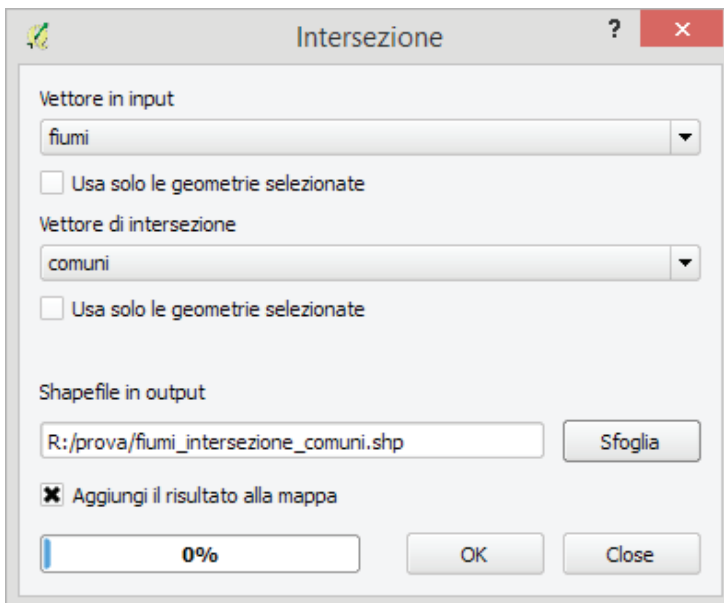 Intersezione
?
Vettore in input
fiumi
Usa solo le geometrie selezionate
Vettore di intersezione
comuni
Usa solo le geometrie selezionate
Shapefile in output
R:/prova/fiumi_intersezione_comuni.shp
Sfoglia
Aggiungi il risultato alla mappa
0%
OK
Close